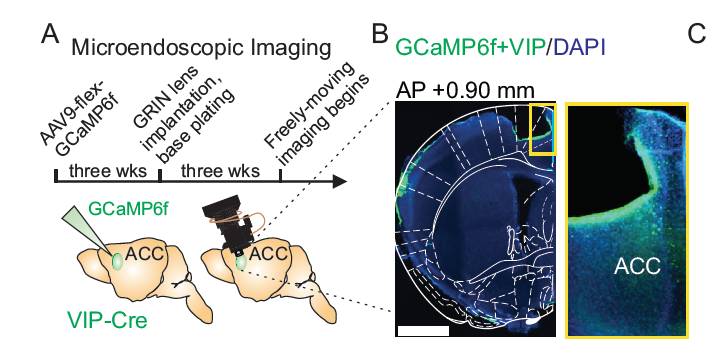 A
Microendoscopic Imaging
AAV9-flex-
GCaMP6f
GRIN lens
implantation,
base plating
Freely-moving
imaging begins
three wks
three wks
GCaMP6f
ACC
ACC
VIP-Cre
B
GCaMP6f+VIP/DAPI
AP +0.90 mm
ACC
C